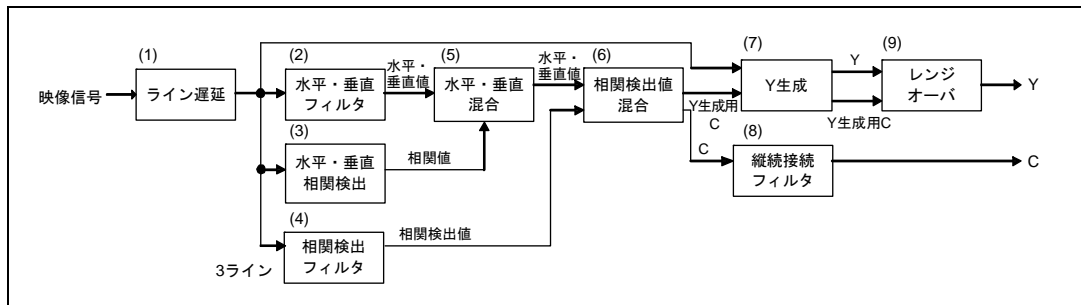 (1)
映像信号
ライン遅延
(2)
水平・垂直
フィルタ
水平・
垂直値
(3)
水平・垂直
相関検出
相関値
(4)
相関検出
フィルタ
3ライン
相関検出値
(5)
水平・垂直
混合
水平・
垂直値
(6)
相関検出値
混合
Y生成用
C
C
(7)
Y生成
Y
Y生成用C
(8)
縦続接続
フィルタ
(9)
レンジ
オーバ
Y
C